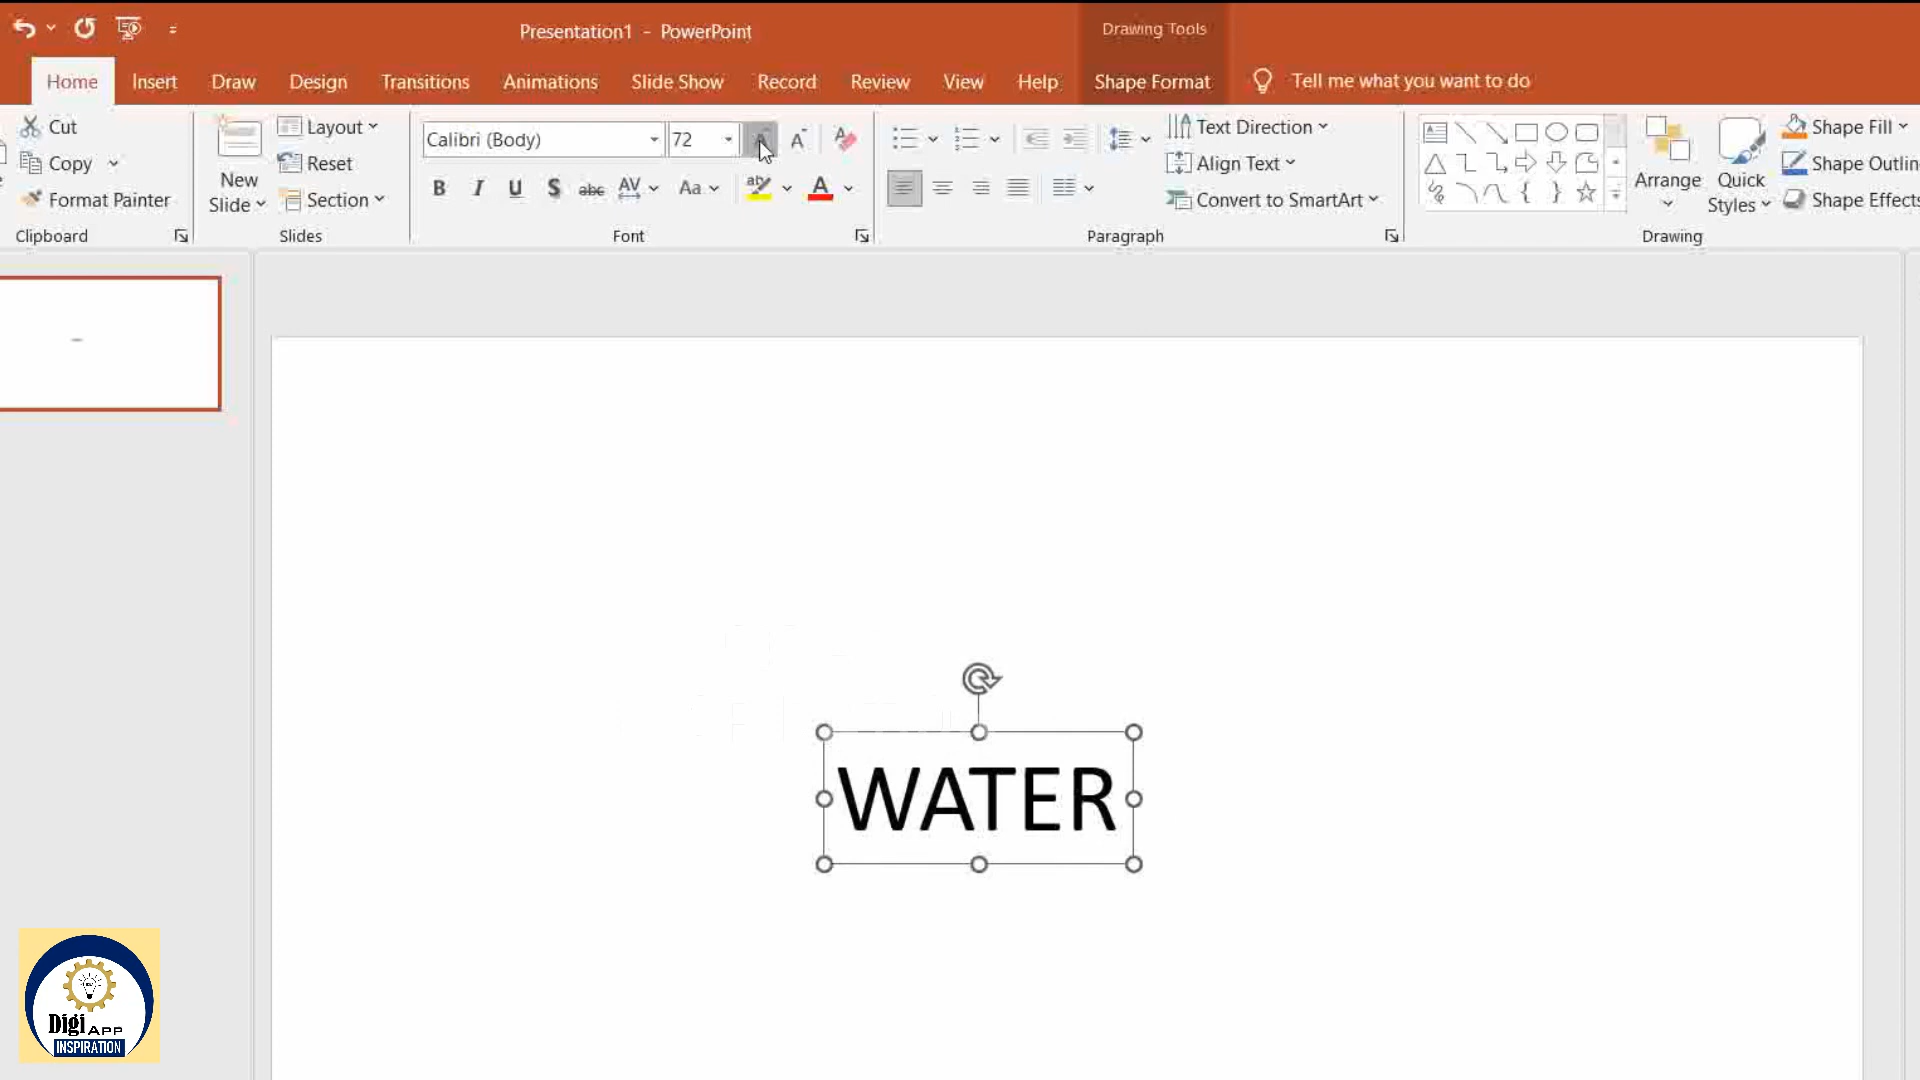 Presentation1 - PowerPoint
Drawing Tools
Home Insert Draw Design Transitions Animations Slide Show Record Review View Help Shape Format Tell me what you want to do
Cut
Copy
Format Painter
Clipboard
New Slide
Layout
Reset
Section
Slides
Calibri (Body) 72
B I U S abc AV Aa ab A
Font
Text Direction
Align Text
Convert to SmartArt
Paragraph
Arrange
Quick Styles
Shape Fill
Shape Outlin
Shape Effects
Drawing
WATER
Digi APP
INSPIRATION